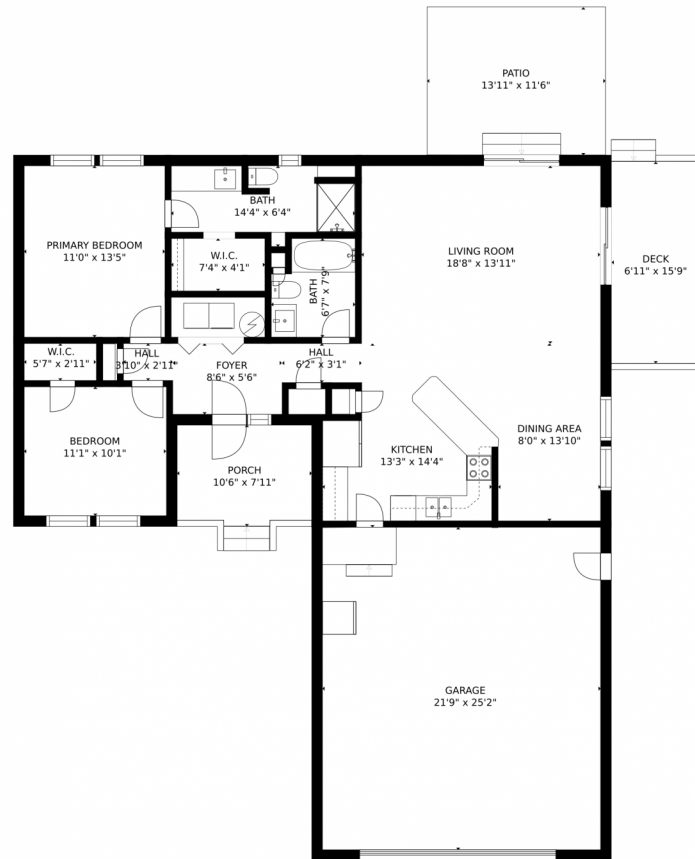 PATIO
13'11" x 11'6"
BATH
14'4" x 6'4"
PRIMARY BEDROOM
11'0" x 13'5"
W.I.C.
7'4" x 4'1"
BATH
6'7" x 7'9"
LIVING ROOM
18'8" x 13'11"
DECK
6'11" x 15'9"
W.I.C.
5'7" x 2'11"
HALL
3'10" x 2'11"
FOYER
8'6" x 5'6"
HALL
6'2" x 3'1"
BEDROOM
11'1" x 10'1"
PORCH
10'6" x 7'11"
KITCHEN
13'3" x 14'4"
DINING AREA
8'0" x 13'10"
GARAGE
21'9" x 25'2"